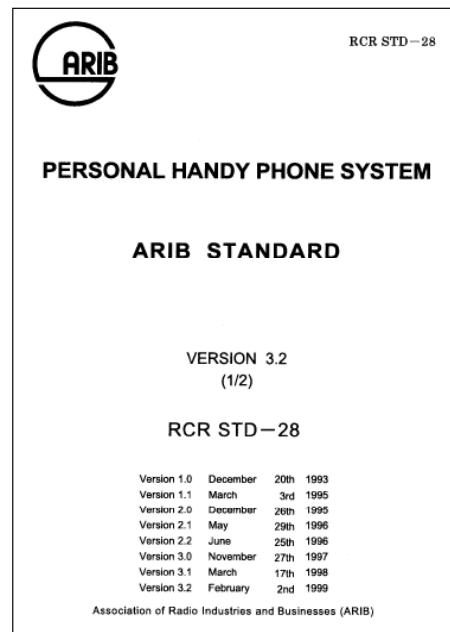 ARIB
RCR STD－28
PERSONAL HANDY PHONE SYSTEM
ARIB STANDARD
VERSION 3.2
(1/2)
RCR STD－28
Version 1.0 December 20th 1993
Version 1.1 March 3rd 1995
Version 2.0 December 26th 1995
Version 2.1 May 29th 1996
Version 2.2 June 25th 1996
Version 3.0 November 27th 1997
Version 3.1 March 17th 1998
Version 3.2 February 2nd 1999
Association of Radio Industries and Businesses (ARIB)